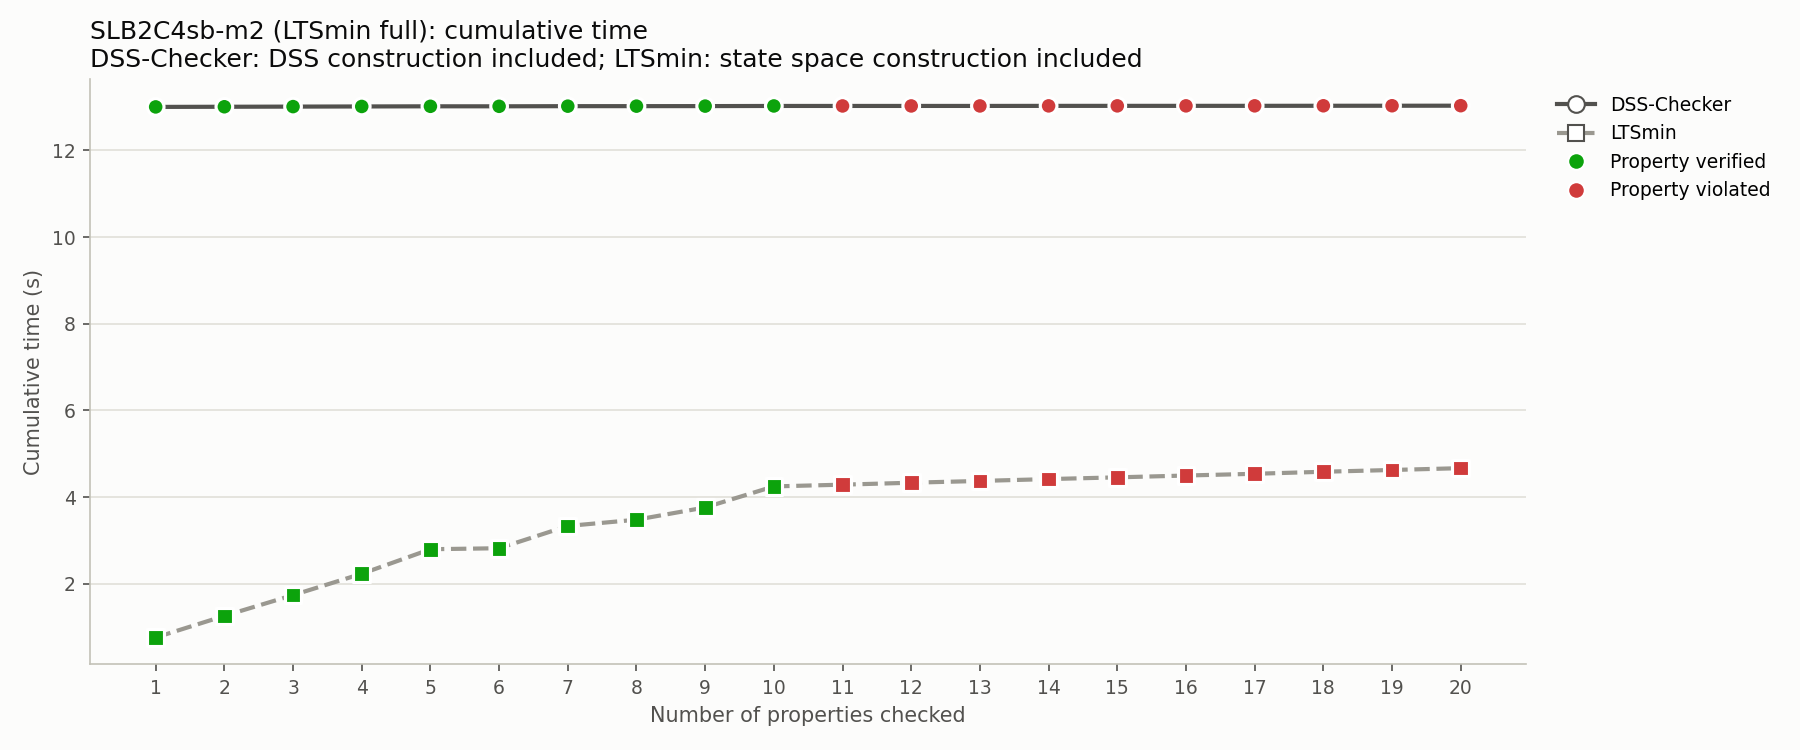 SLB2C4sb-m2 (LTSmin full): cumulative time
DSS-Checker: DSS construction included; LTSmin: state space construction included
DSS-Checker
LTSmin
Property verified
Property violated
Cumulative time (s)
12
10
8
6
4
2
1 2 3 4 5 6 7 8 9 10 11 12 13 14 15 16 17 18 19 20
Number of properties checked